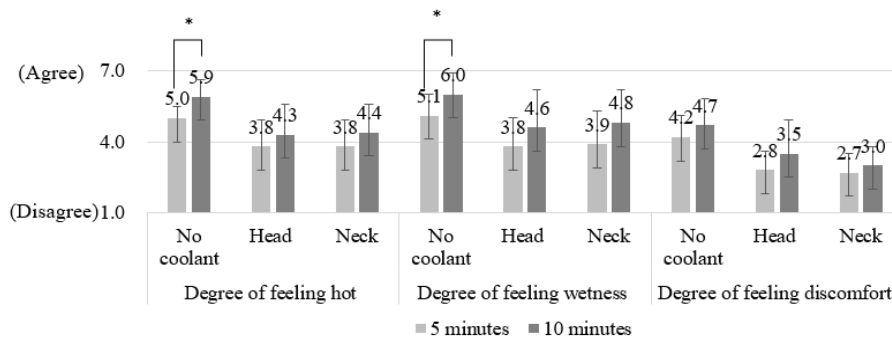 *
*
(Agree) 7.0
5.0 5.9 3.8 4.3 3.8 4.4 5.1 6.0 3.8 4.6 3.9 4.8 4.2 4.7 2.8 3.5 2.7 3.0
4.0
(Disagree) 1.0
No coolant Head Neck No coolant Head Neck No coolant Head Neck
Degree of feeling hot Degree of feeling wetness Degree of feeling discomfort
5 minutes 10 minutes